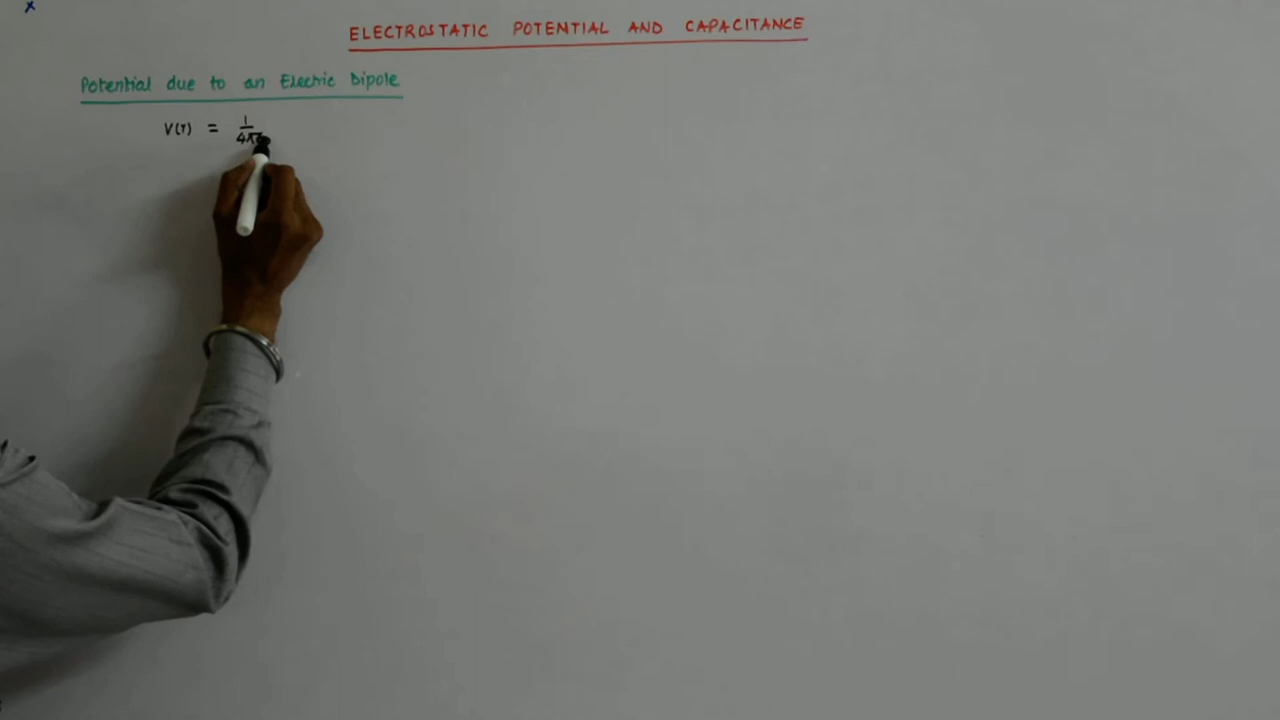 ELECTROSTATIC POTENTIAL AND CAPACITANCE
Potential due to an Electric Dipole
V(r) = 1/4π